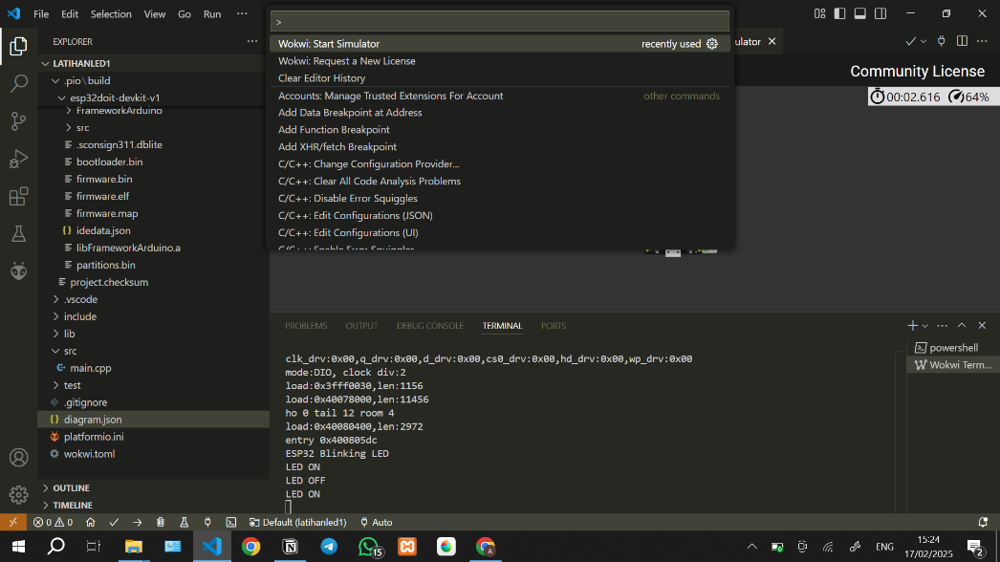 File Edit Selection View Go Run ···
>
Wokwi: Start Simulator recently used
Wokwi: Request a New License
Clear Editor History
Accounts: Manage Trusted Extensions For Account other commands
Add Data Breakpoint at Address
Add Function Breakpoint
Add XHR/fetch Breakpoint
C/C++: Change Configuration Provider...
C/C++: Clear All Code Analysis Problems
C/C++: Disable Error Squiggles
C/C++: Edit Configurations (JSON)
C/C++: Edit Configurations (UI)
C/C++: Enable Error Squiggles
ulator
Community License
00:02.616 64%
EXPLORER
LATIHANLED1
.pio\build
esp32doit-devkit-v1
FrameworkArduino
src
.sconsign311.dblite
bootloader.bin
firmware.bin
firmware.elf
firmware.map
idedata.json
libFrameworkArduino.a
partitions.bin
project.checksum
.vscode
include
lib
src
main.cpp
test
.gitignore
diagram.json
platformio.ini
wokwi.toml
OUTLINE
TIMELINE
PROBLEMS OUTPUT DEBUG CONSOLE TERMINAL PORTS
powershell
Wokwi Term...
clk_drv:0x00,q_drv:0x00,d_drv:0x00,cs0_drv:0x00,hd_drv:0x00,wp_drv:0x00
mode:DIO, clock div:2
load:0x3fff0030,len:1156
load:0x40078000,len:11456
ho 0 tail 12 room 4
load:0x40080400,len:2972
entry 0x400805dc
ESP32 Blinking LED
LED ON
LED OFF
LED ON
0 0 Default (latihanled1) Auto
15
A
ENG
15:24
17/02/2025
2